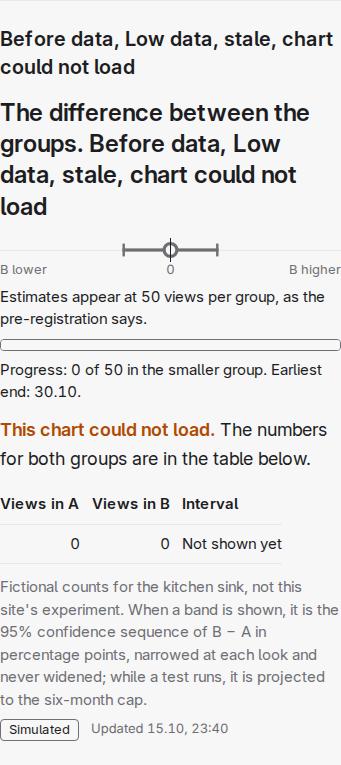 Before data, Low data, stale, chart
could not load
The difference between the
groups. Before data, Low
data, stale, chart could not
load
B lower 0 B higher
Estimates appear at 50 views per group, as the
pre-registration says.
Progress: 0 of 50 in the smaller group. Earliest
end: 30.10.
This chart could not load. The numbers
for both groups are in the table below.
Views in A Views in B Interval
0 0 Not shown yet
Fictional counts for the kitchen sink, not this
site's experiment. When a band is shown, it is the
95% confidence sequence of B − A in
percentage points, narrowed at each look and
never widened; while a test runs, it is projected
to the six-month cap.
Simulated Updated 15.10, 23:40